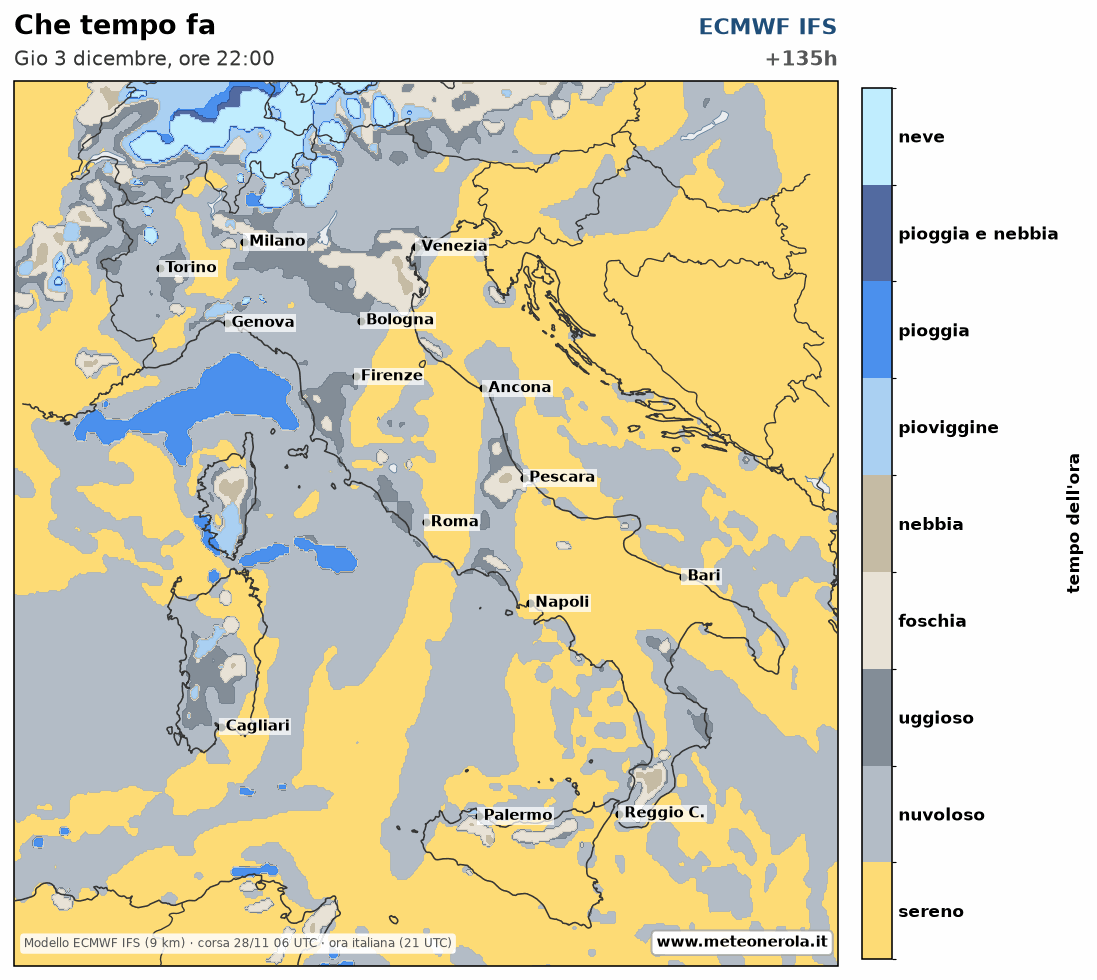 Che tempo fa
ECMWF IFS
Gio 3 dicembre, ore 22:00
+135h
neve
pioggia e nebbia
pioggia
pioviggine
nebbia
foschia
uggioso
nuvoloso
sereno
tempo dell'ora
Milano
Venezia
Torino
Genova
Bologna
Firenze
Ancona
Pescara
Roma
Bari
Napoli
Cagliari
Palermo
Reggio C.
Modello ECMWF IFS (9 km) · corsa 28/11 06 UTC · ora italiana (21 UTC)
www.meteonerola.it